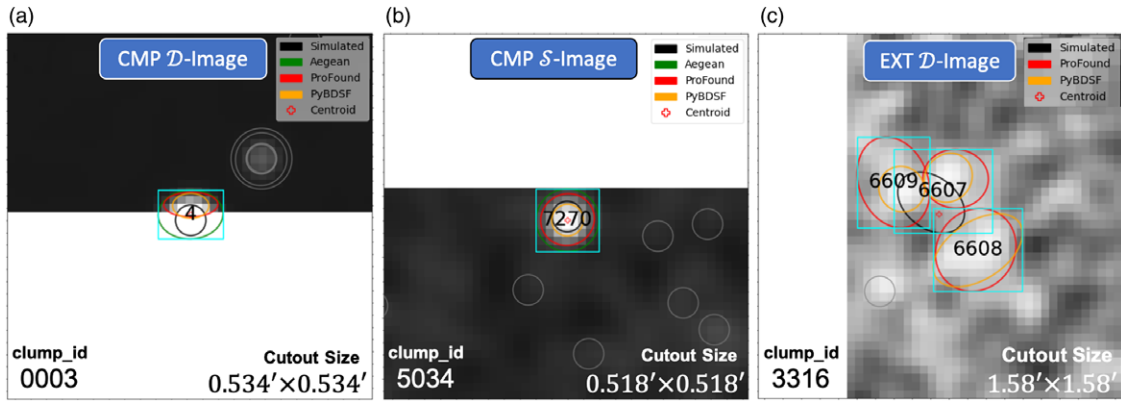 (a)
CMP 𝒟-Image
Simulated
Aegean
ProFound
PyBDSF
Centroid
4
clump_id
0003
Cutout Size
0.534′×0.534′
(b)
CMP 𝒮-Image
Simulated
Aegean
ProFound
PyBDSF
Centroid
7270
clump_id
5034
Cutout Size
0.518′×0.518′
(c)
EXT 𝒟-Image
Simulated
ProFound
PyBDSF
Centroid
6609
6607
6608
clump_id
3316
Cutout Size
1.58′×1.58′